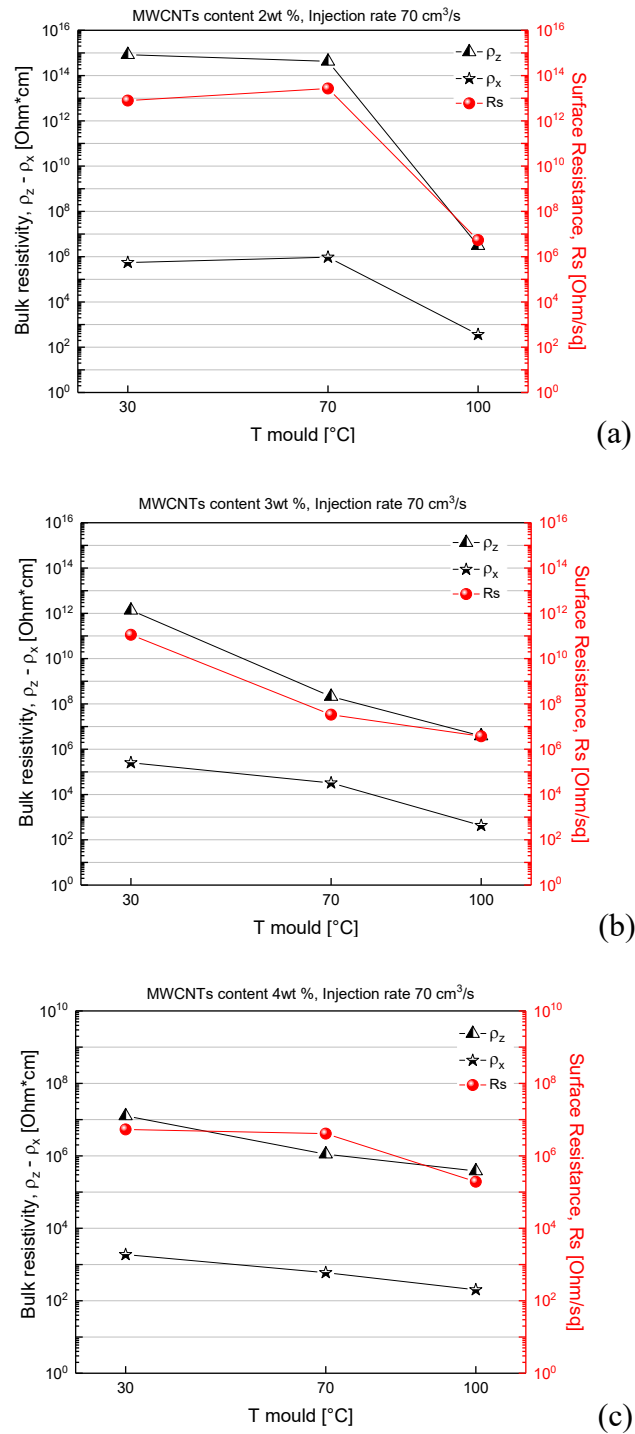 MWCNTs content 2wt %, Injection rate 70 cm³/s
10¹⁶
10¹⁴
10¹²
10¹⁰
10⁸
10⁶
10⁴
10²
10⁰
Bulk resistivity, ρz - ρx [Ohm*cm]
ρz
ρx
Rs
10¹⁶
10¹⁴
10¹²
10¹⁰
10⁸
10⁶
10⁴
10²
10⁰
Surface Resistance, Rs [Ohm/sq]
30 70 100
T mould [°C]
(a)
MWCNTs content 3wt %, Injection rate 70 cm³/s
10¹⁶
10¹⁴
10¹²
10¹⁰
10⁸
10⁶
10⁴
10²
10⁰
Bulk resistivity, ρz - ρx [Ohm*cm]
ρz
ρx
Rs
10¹⁶
10¹⁴
10¹²
10¹⁰
10⁸
10⁶
10⁴
10²
10⁰
Surface Resistance, Rs [Ohm/sq]
30 70 100
T mould [°C]
(b)
MWCNTs content 4wt %, Injection rate 70 cm³/s
10¹⁰
10⁸
10⁶
10⁴
10²
10⁰
Bulk resistivity, ρz - ρx [Ohm*cm]
ρz
ρx
Rs
10¹⁰
10⁸
10⁶
10⁴
10²
10⁰
Surface Resistance, Rs [Ohm/sq]
30 70 100
T mould [°C]
(c)